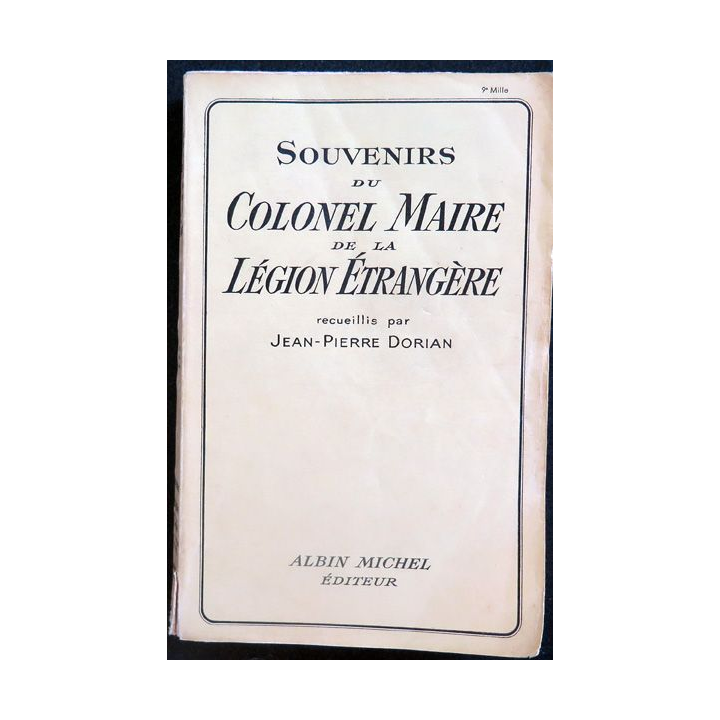 9e Mille
SOUVENIRS
DU
COLONEL MAIRE
DE LA
LÉGION ÉTRANGÈRE
recueillis par
JEAN-PIERRE DORIAN
ALBIN MICHEL
ÉDITEUR